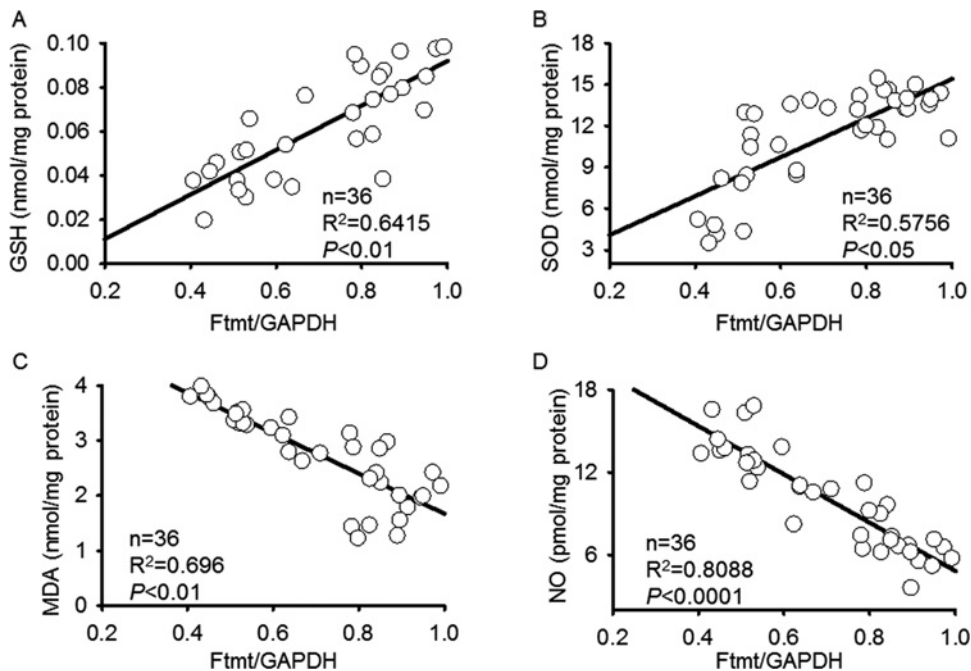 A
GSH (nmol/mg protein)
0.10
0.08
0.06
0.04
0.02
0.00
n=36
R²=0.6415
P<0.01
0.2 0.4 0.6 0.8 1.0
Ftmt/GAPDH
B
SOD (nmol/mg protein)
18
15
12
9
6
3
n=36
R²=0.5756
P<0.05
0.2 0.4 0.6 0.8 1.0
Ftmt/GAPDH
C
MDA (nmol/mg protein)
4
3
2
1
0
n=36
R²=0.696
P<0.01
0.2 0.4 0.6 0.8 1.0
Ftmt/GAPDH
D
NO (pmol/mg protein)
18
12
6
n=36
R²=0.8088
P<0.0001
0.2 0.4 0.6 0.8 1.0
Ftmt/GAPDH